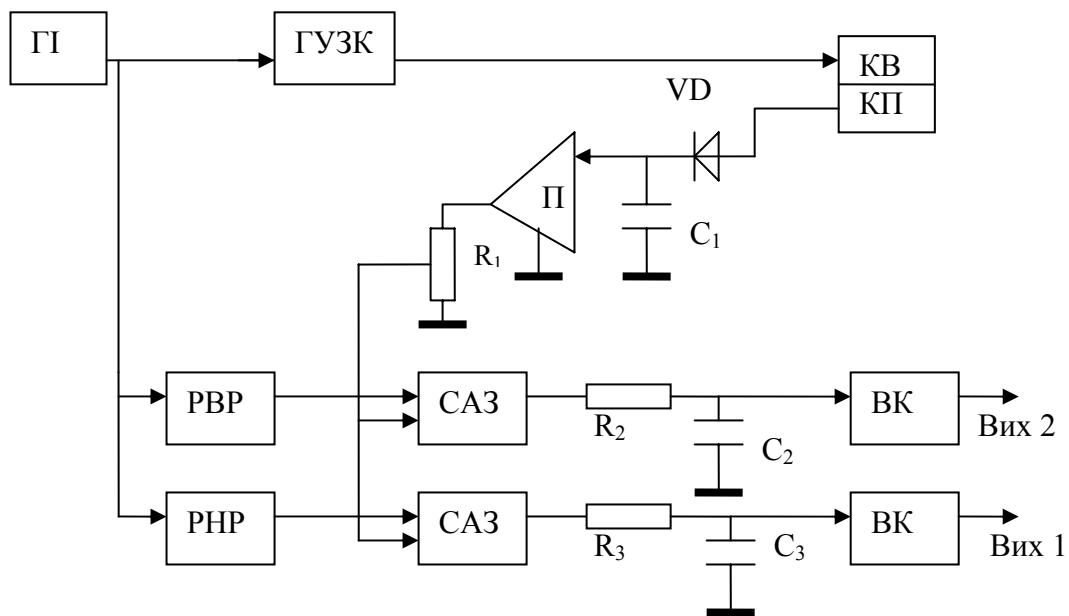 ГІ
ГУЗК
КВ
VD
КП
П
C₁
R₁
РВР
САЗ
R₂
C₂
ВК
Вих 2
РНР
САЗ
R₃
C₃
ВК
Вих 1